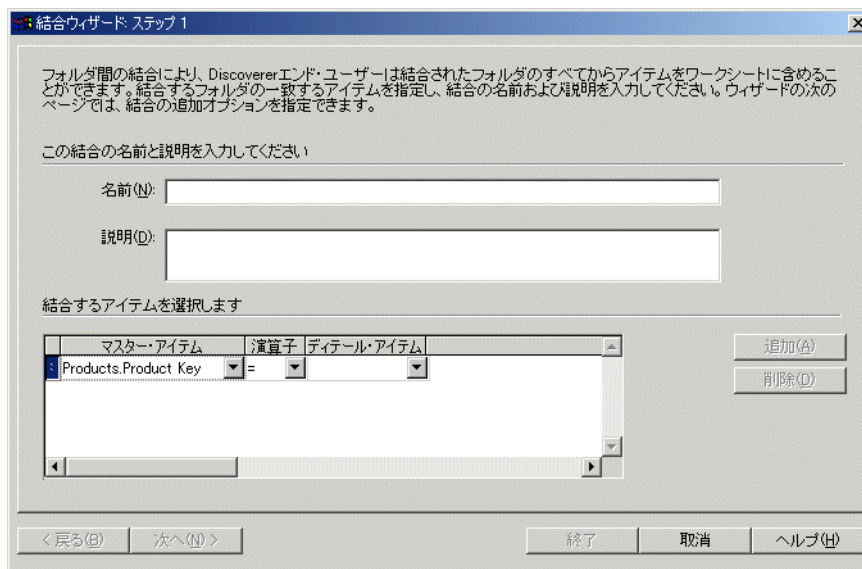 結合ウィザード: ステップ 1
フォルダ間の結合により、Discovererエンド・ユーザーは結合されたフォルダのすべてからアイテムをワークシートに含めるこ
とができます。結合するフォルダの一致するアイテムを指定し、結合の名前および説明を入力してください。ウィザードの次の
ページでは、結合の追加オプションを指定できます。
この結合の名前と説明を入力してください
名前(N):
説明(D):
結合するアイテムを選択します
マスター・アイテム 演算子 ディテール・アイテム
Products.Product Key =
追加(A)
削除(D)
< 戻る(B) 次へ(N) > 終了 取消 ヘルプ(H)